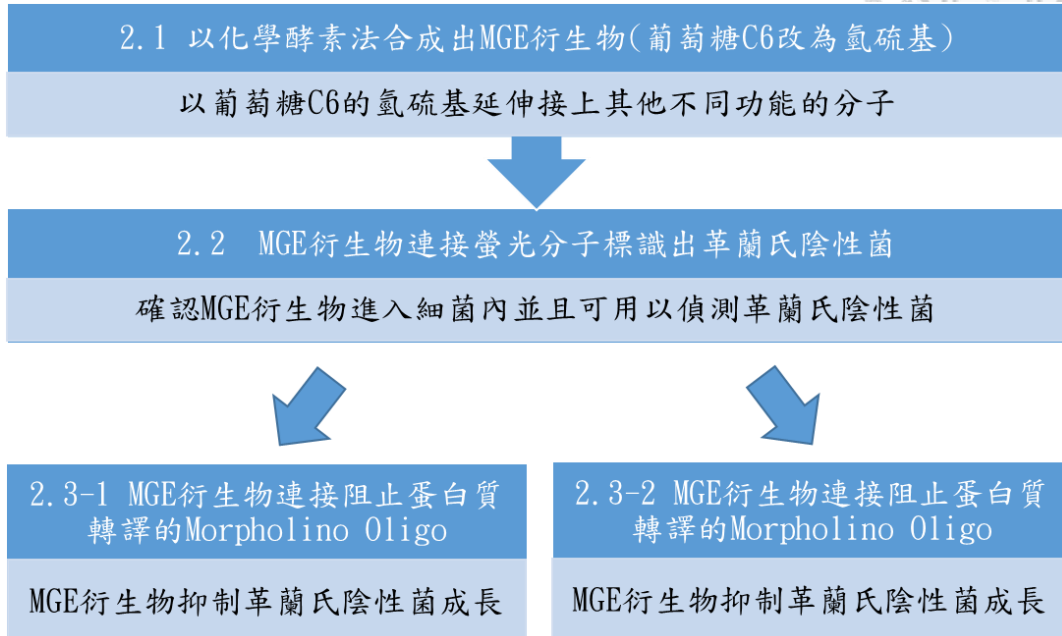 2.1 以化學酵素法合成出MGE衍生物(葡萄糖C6改為氫硫基)
以葡萄糖C6的氫硫基延伸接上其他不同功能的分子
2.2 MGE衍生物連接螢光分子標識出革蘭氏陰性菌
確認MGE衍生物進入細菌內並且可用以偵測革蘭氏陰性菌
2.3-1 MGE衍生物連接阻止蛋白質
轉譯的Morpholino Oligo
MGE衍生物抑制革蘭氏陰性菌成長
2.3-2 MGE衍生物連接阻止蛋白質
轉譯的Morpholino Oligo
MGE衍生物抑制革蘭氏陰性菌成長